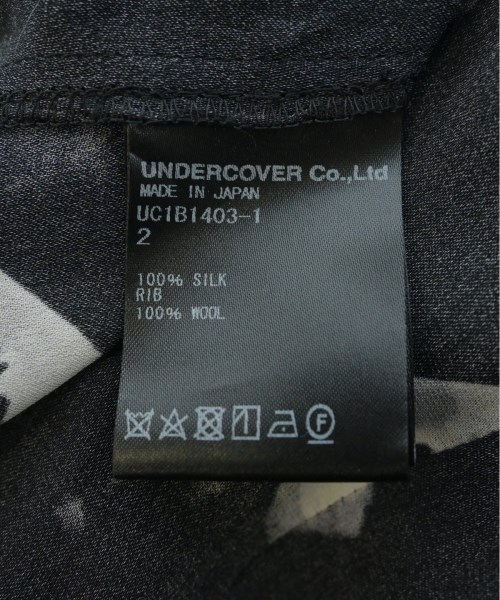 UNDERCOVER Co.,Ltd
MADE IN JAPAN
UC1B1403-1
2
100% SILK
RIB
100% WOOL
F